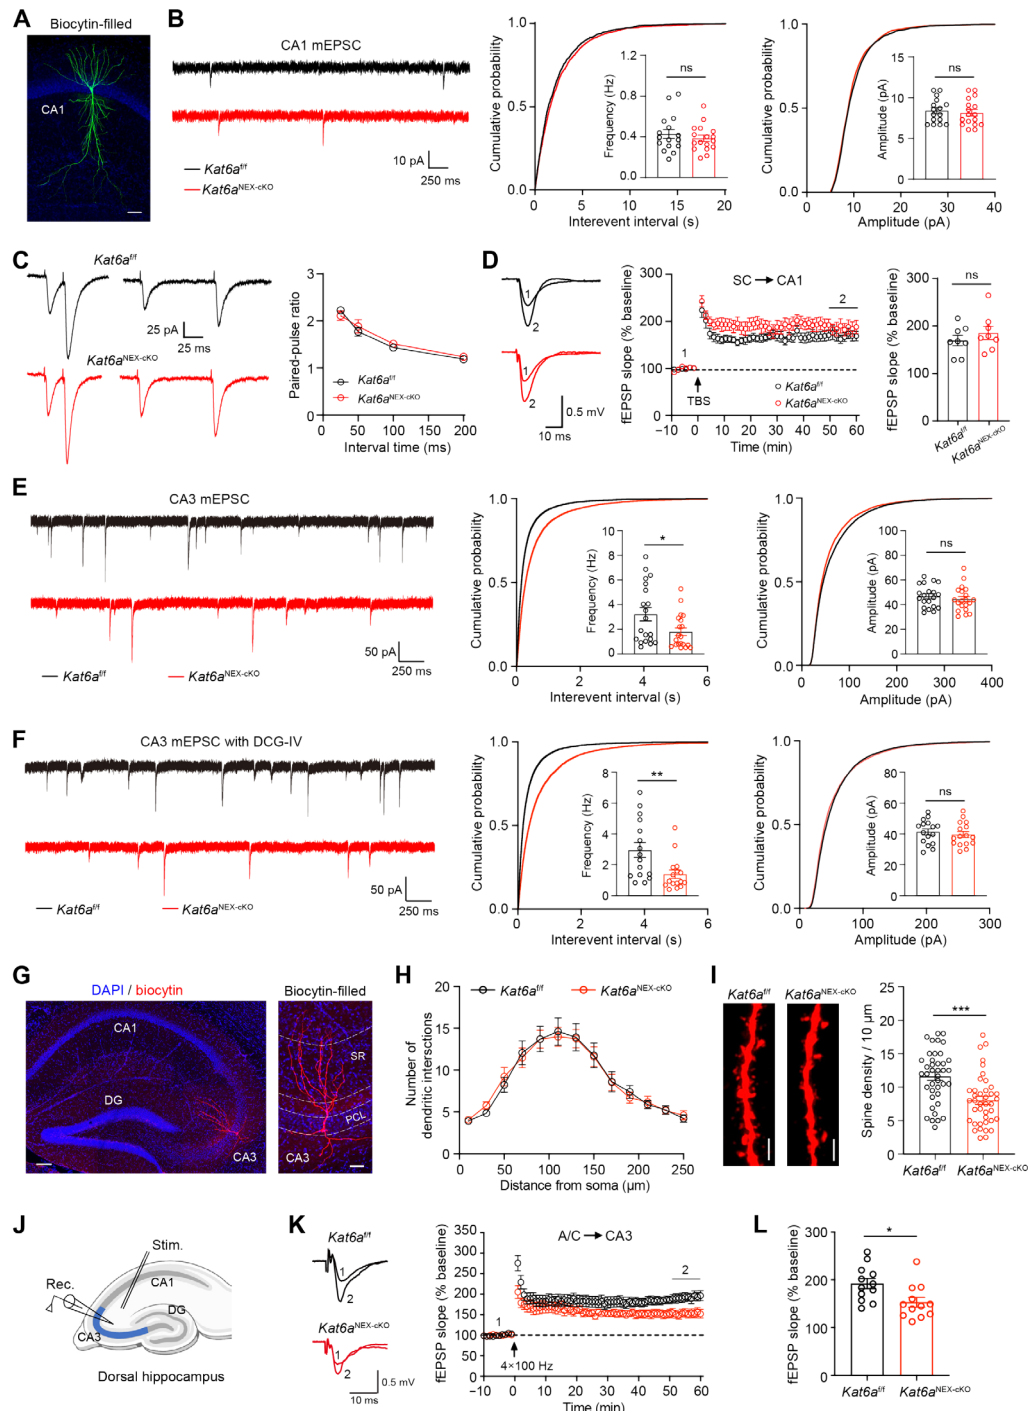 A
Biocytin-filled
CA1
B
CA1 mEPSC
10 pA
250 ms
Kat6a^f/f
Kat6a^NEX-cKO
Cumulative probability
1.0
0.5
0.0
0 5 10 15 20
Interevent interval (s)
Frequency (Hz)
1.2
0.8
0.4
0.0
ns
Cumulative probability
1.0
0.5
0.0
0 10 20 30 40
Amplitude (pA)
Amplitude (pA)
15
10
5
0
ns
C
Kat6a^f/f
25 pA
25 ms
Kat6a^NEX-cKO
Paired-pulse ratio
3
2
1
0
0 50 100 150 200
Interval time (ms)
Kat6a^f/f
Kat6a^NEX-cKO
D
1
2
1
2
0.5 mV
10 ms
fEPSP slope (% baseline)
300
250
200
150
100
50
0
SC → CA1
2
1
TBS
Kat6a^f/f
Kat6a^NEX-cKO
−10 0 10 20 30 40 50 60
Time (min)
fEPSP slope (% baseline)
300
200
100
0
ns
Kat6a^f/f
Kat6a^NEX-cKO
E
CA3 mEPSC
50 pA
250 ms
Kat6a^f/f
Kat6a^NEX-cKO
Cumulative probability
1.0
0.5
0.0
0 2 4 6
Interevent interval (s)
Frequency (Hz)
10
8
6
4
2
0
*
Cumulative probability
1.0
0.5
0.0
0 100 200 300 400
Amplitude (pA)
Amplitude (pA)
100
80
60
40
20
0
ns
F
CA3 mEPSC with DCG-IV
50 pA
250 ms
Kat6a^f/f
Kat6a^NEX-cKO
Cumulative probability
1.0
0.5
0.0
0 2 4 6
Interevent interval (s)
Frequency (Hz)
8
6
4
2
0
**
Cumulative probability
1.0
0.5
0.0
0 100 200 300
Amplitude (pA)
Amplitude (pA)
80
60
40
20
0
ns
G
DAPI / biocytin
CA1
DG
CA3
Biocytin-filled
SR
PCL
CA3
H
Kat6a^f/f
Kat6a^NEX-cKO
Number of
dendritic intersctions
20
15
10
5
0
0 50 100 150 200 250
Distance from soma (µm)
I
Kat6a^f/f
Kat6a^NEX-cKO
Spine density / 10 µm
25
20
15
10
5
0
***
Kat6a^f/f
Kat6a^NEX-cKO
J
Stim.
Rec.
CA1
DG
CA3
Dorsal hippocampus
K
Kat6a^f/f
1
2
Kat6a^NEX-cKO
1
2
0.5 mV
10 ms
fEPSP slope (% baseline)
350
300
250
200
150
100
50
0
A/C → CA3
2
1
4×100 Hz
−10 0 10 20 30 40 50 60
Time (min)
L
fEPSP slope (% baseline)
300
200
100
0
*
Kat6a^f/f
Kat6a^NEX-cKO